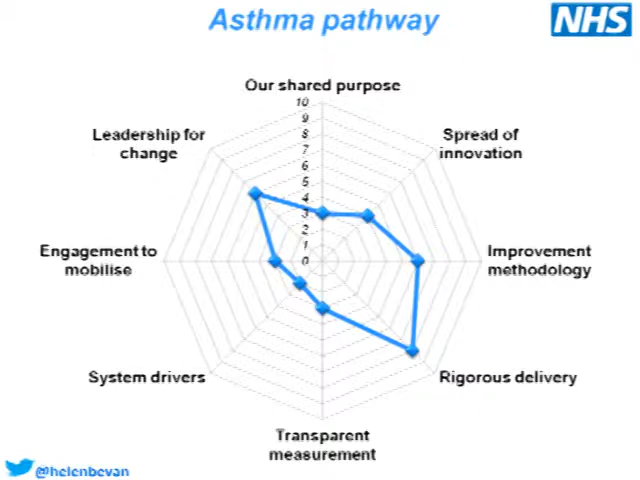 Asthma pathway
NHS
Our shared purpose
10
9
8
7
6
5
4
3
2
1
0
Leadership for
change
Spread of
innovation
Engagement to
mobilise
Improvement
methodology
System drivers
Rigorous delivery
Transparent
measurement
@helenbevan